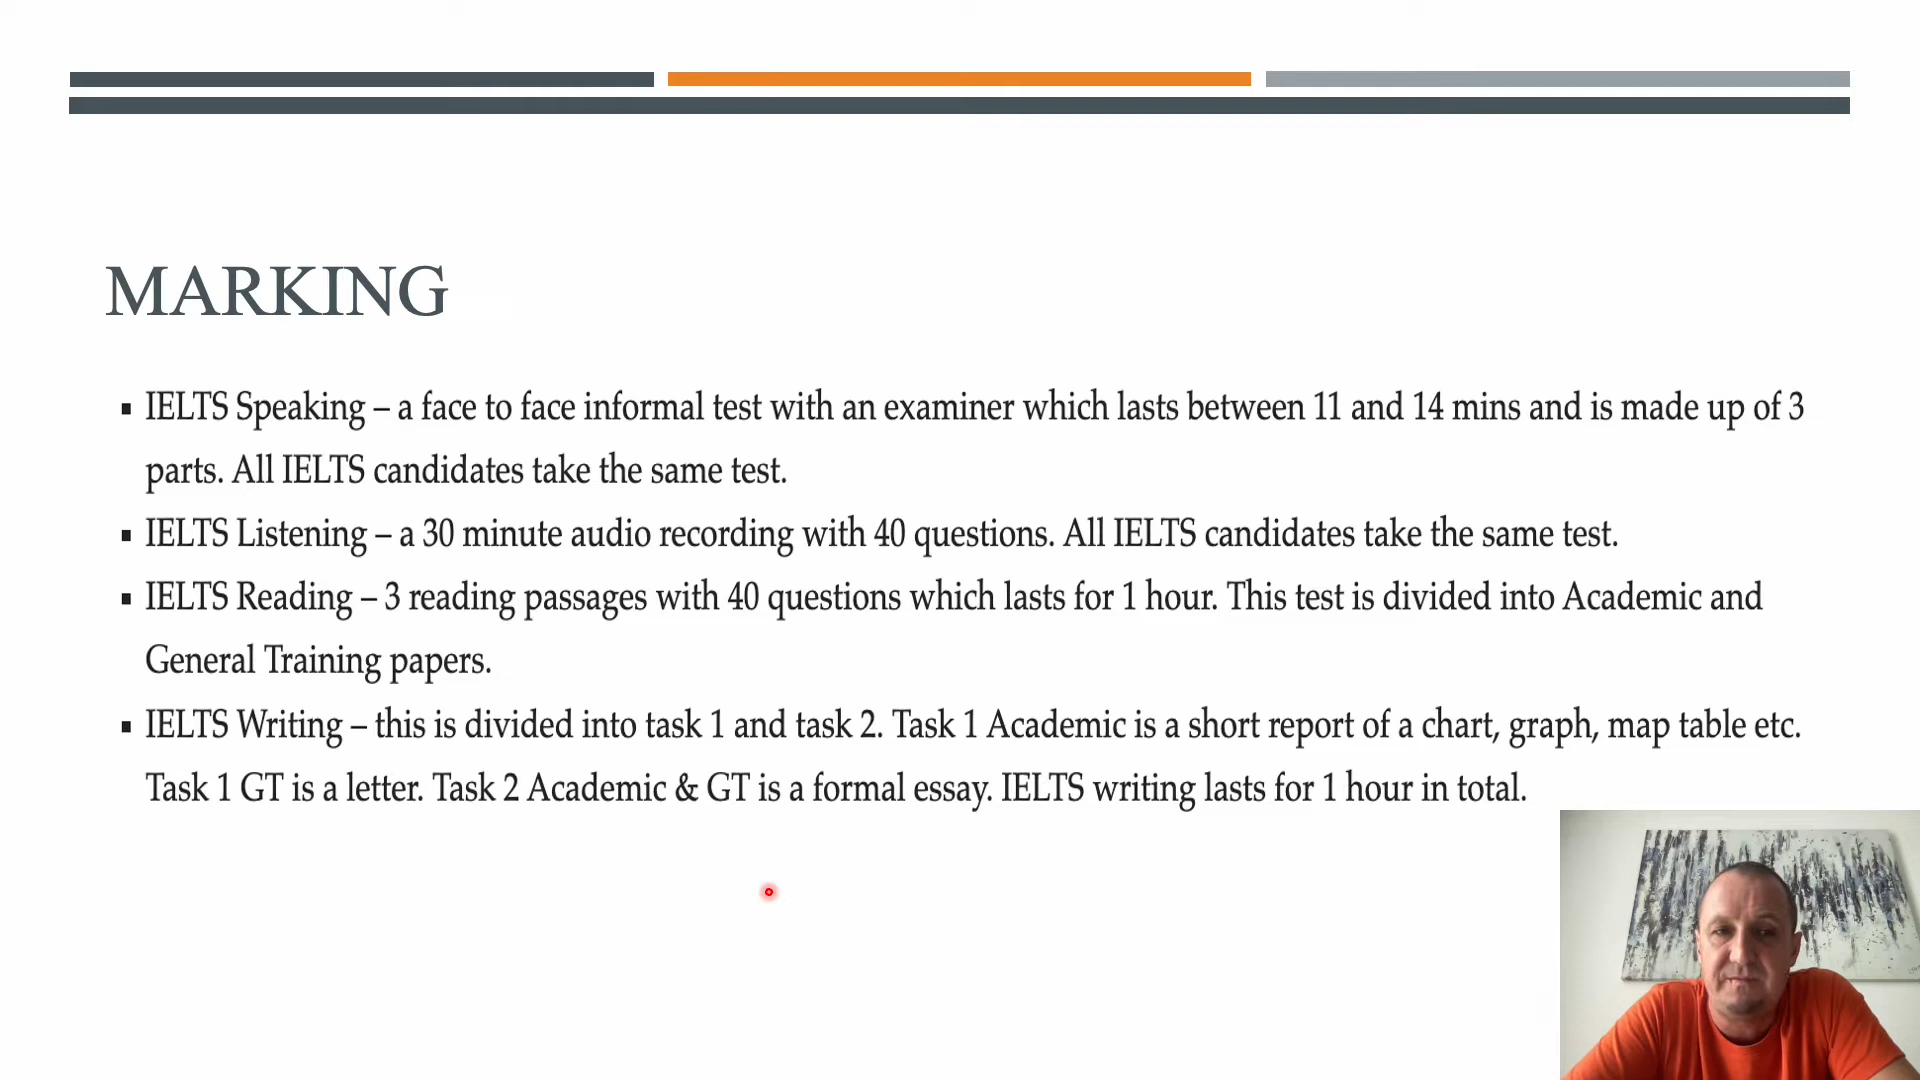 MARKING
▪ IELTS Speaking – a face to face informal test with an examiner which lasts between 11 and 14 mins and is made up of 3
parts. All IELTS candidates take the same test.
▪ IELTS Listening – a 30 minute audio recording with 40 questions. All IELTS candidates take the same test.
▪ IELTS Reading – 3 reading passages with 40 questions which lasts for 1 hour. This test is divided into Academic and
General Training papers.
▪ IELTS Writing – this is divided into task 1 and task 2. Task 1 Academic is a short report of a chart, graph, map table etc.
Task 1 GT is a letter. Task 2 Academic & GT is a formal essay. IELTS writing lasts for 1 hour in total.